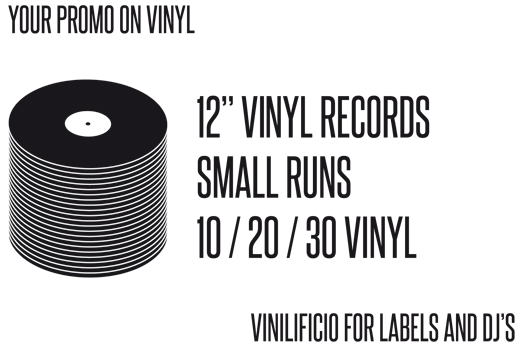 YOUR PROMO ON VINYL
12” VINYL RECORDS
SMALL RUNS
10 / 20 / 30 VINYL
VINILIFICIO FOR LABELS AND DJ'S